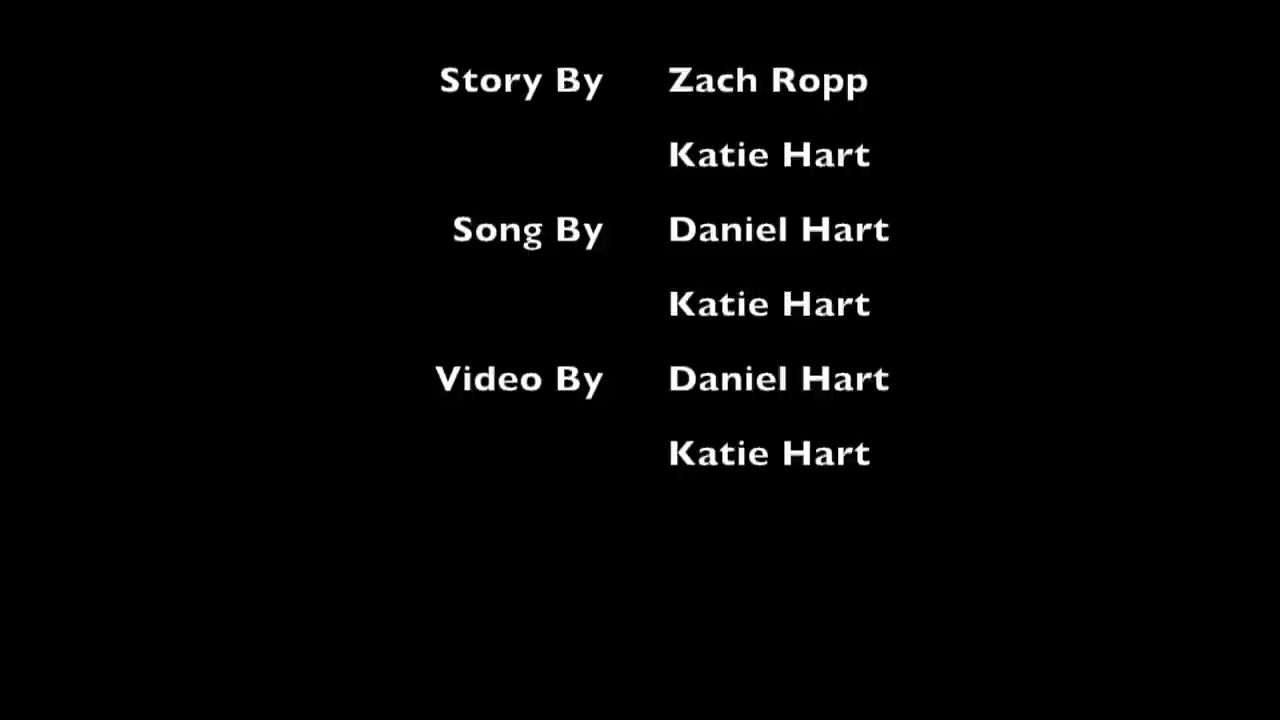 Story By Zach Ropp
Katie Hart
Song By Daniel Hart
Katie Hart
Video By Daniel Hart
Katie Hart